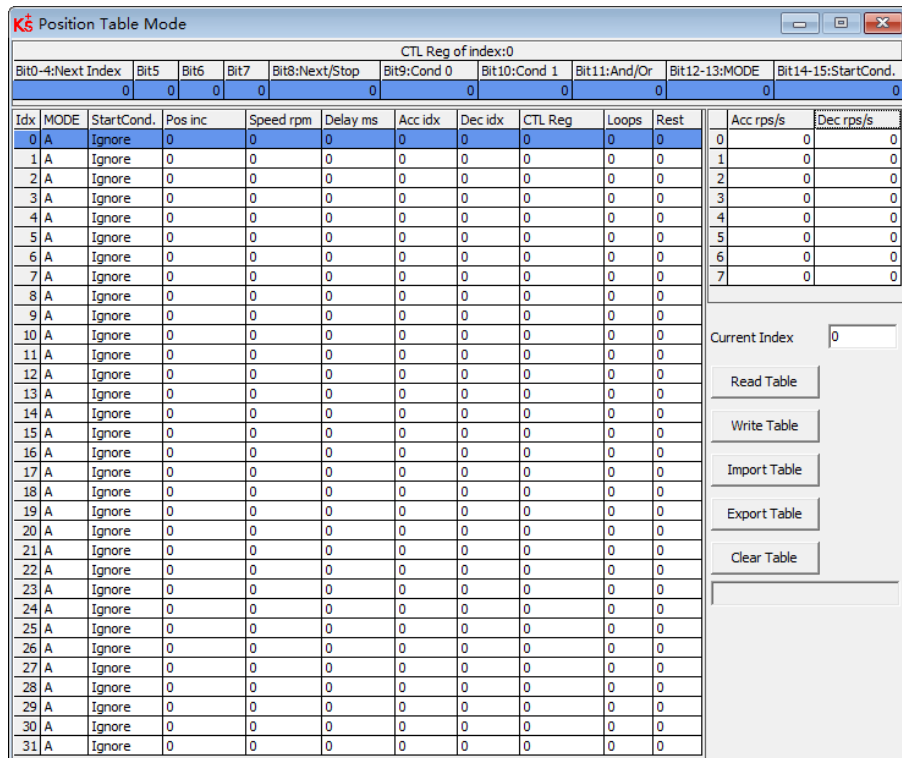 K+S Position Table Mode
CTL Reg of index:0
Bit0-4:Next Index Bit5 Bit6 Bit7 Bit8:Next/Stop Bit9:Cond 0 Bit10:Cond 1 Bit11:And/Or Bit12-13:MODE Bit14-15:StartCond.
0 0 0 0 0 0 0 0 0 0
Idx MODE StartCond. Pos inc Speed rpm Delay ms Acc idx Dec idx CTL Reg Loops Rest
0 A Ignore 0 0 0 0 0 0 0 0
1 A Ignore 0 0 0 0 0 0 0 0
2 A Ignore 0 0 0 0 0 0 0 0
3 A Ignore 0 0 0 0 0 0 0 0
4 A Ignore 0 0 0 0 0 0 0 0
5 A Ignore 0 0 0 0 0 0 0 0
6 A Ignore 0 0 0 0 0 0 0 0
7 A Ignore 0 0 0 0 0 0 0 0
8 A Ignore 0 0 0 0 0 0 0 0
9 A Ignore 0 0 0 0 0 0 0 0
10 A Ignore 0 0 0 0 0 0 0 0
11 A Ignore 0 0 0 0 0 0 0 0
12 A Ignore 0 0 0 0 0 0 0 0
13 A Ignore 0 0 0 0 0 0 0 0
14 A Ignore 0 0 0 0 0 0 0 0
15 A Ignore 0 0 0 0 0 0 0 0
16 A Ignore 0 0 0 0 0 0 0 0
17 A Ignore 0 0 0 0 0 0 0 0
18 A Ignore 0 0 0 0 0 0 0 0
19 A Ignore 0 0 0 0 0 0 0 0
20 A Ignore 0 0 0 0 0 0 0 0
21 A Ignore 0 0 0 0 0 0 0 0
22 A Ignore 0 0 0 0 0 0 0 0
23 A Ignore 0 0 0 0 0 0 0 0
24 A Ignore 0 0 0 0 0 0 0 0
25 A Ignore 0 0 0 0 0 0 0 0
26 A Ignore 0 0 0 0 0 0 0 0
27 A Ignore 0 0 0 0 0 0 0 0
28 A Ignore 0 0 0 0 0 0 0 0
29 A Ignore 0 0 0 0 0 0 0 0
30 A Ignore 0 0 0 0 0 0 0 0
31 A Ignore 0 0 0 0 0 0 0 0
Acc rps/s Dec rps/s
0 0 0
1 0 0
2 0 0
3 0 0
4 0 0
5 0 0
6 0 0
7 0 0
Current Index 0
Read Table
Write Table
Import Table
Export Table
Clear Table